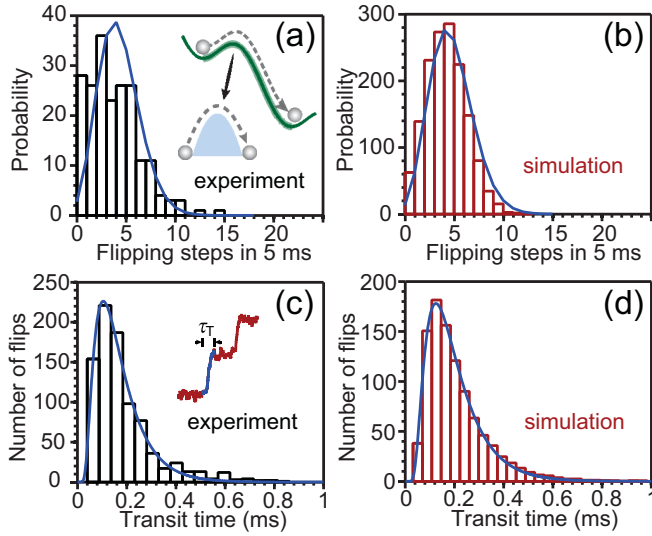 (a)
Probability
40
30
20
10
0
experiment
0
5
10
15
20
Flipping steps in 5 ms
(b)
Probability
300
200
100
0
simulation
0
5
10
15
20
Flipping steps in 5 ms
(c)
Number of flips
250
200
150
100
50
0
τT
experiment
0
0.2
0.4
0.6
0.8
1
Transit time (ms)
(d)
Number of flips
200
150
100
50
0
simulation
0
0.2
0.4
0.6
0.8
1
Transit time (ms)